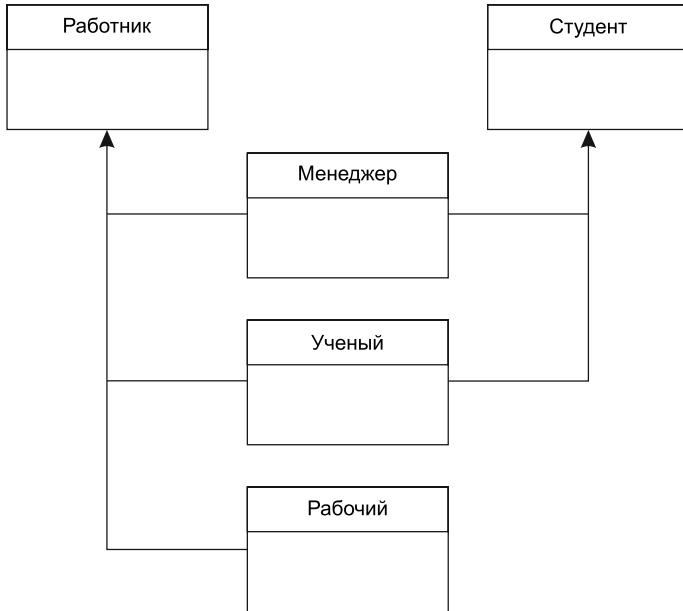 Работник
Студент
Менеджер
Ученый
Рабочий